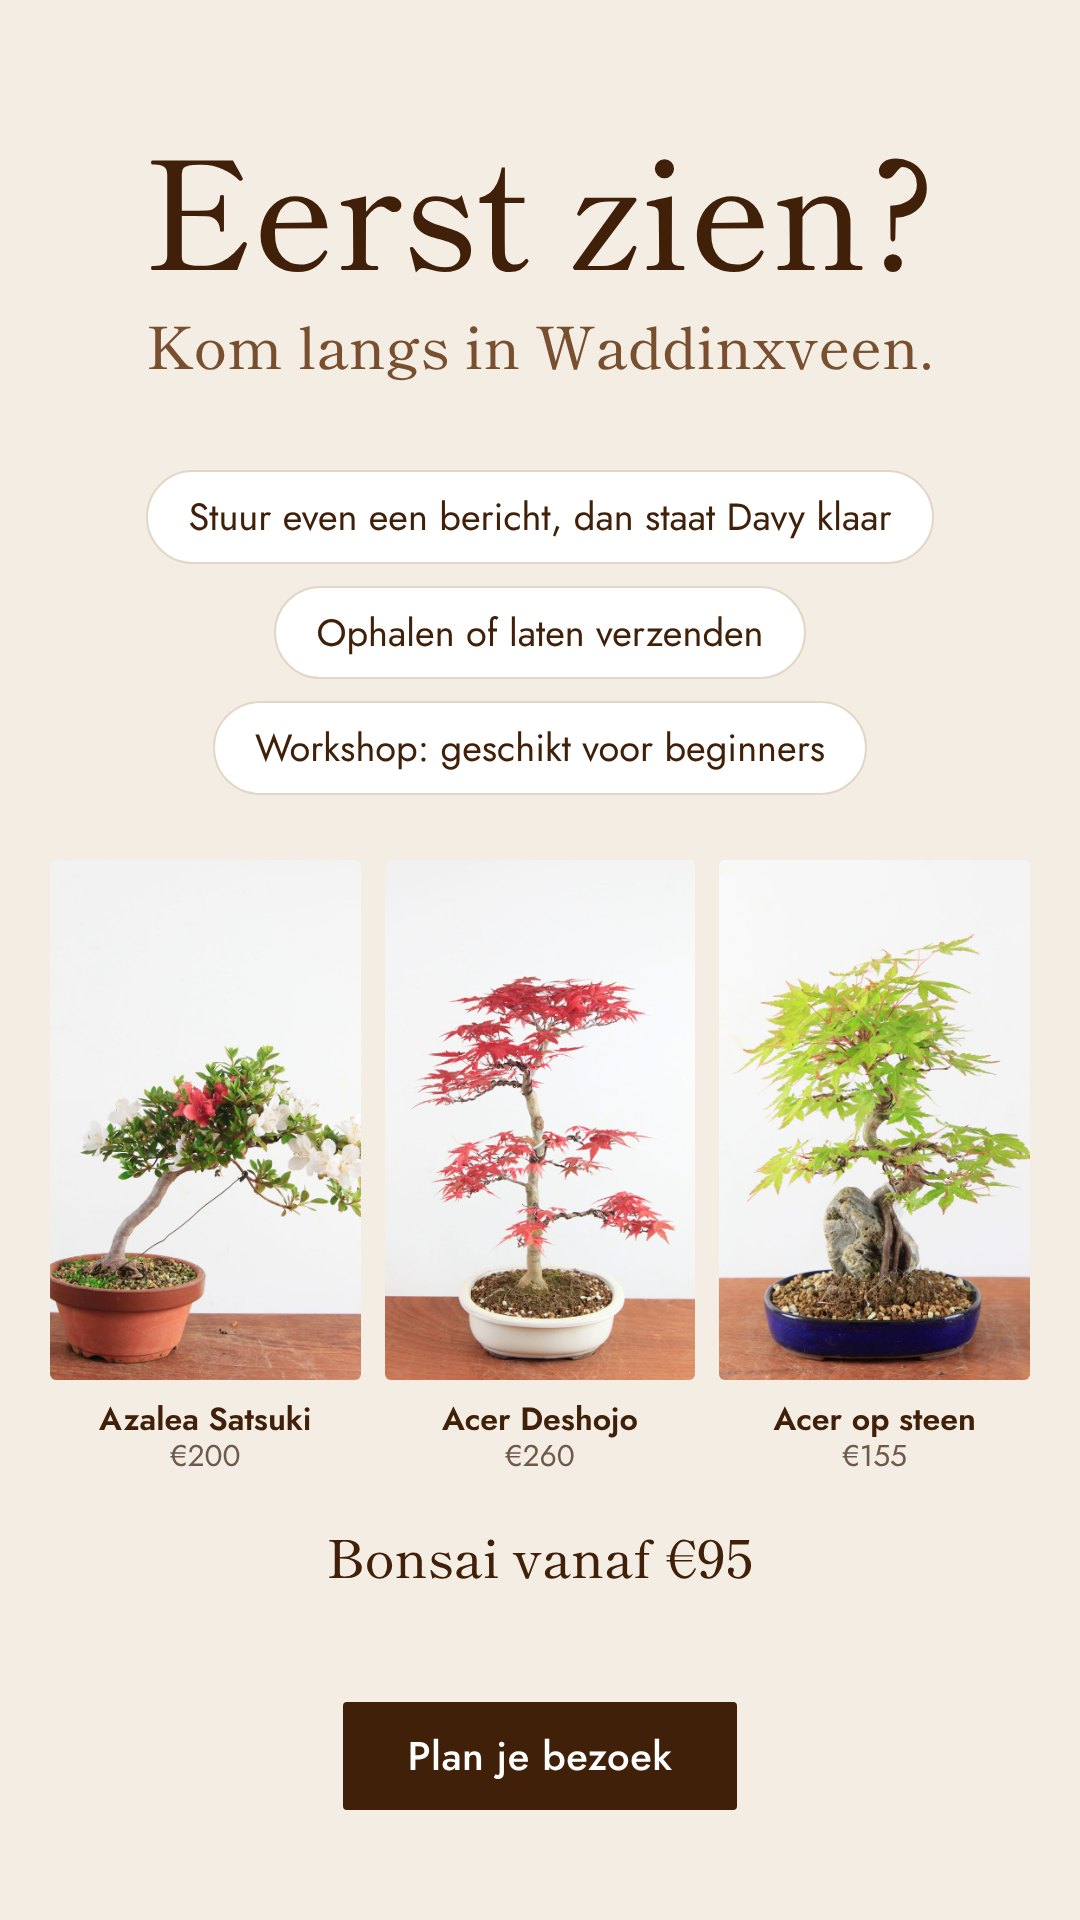 Eerst zien?
Kom langs in Waddinxveen.
Stuur even een bericht, dan staat Davy klaar
Ophalen of laten verzenden
Workshop: geschikt voor beginners
Azalea Satsuki
€200
Acer Deshojo
€260
Acer op steen
€155
Bonsai vanaf €95
Plan je bezoek